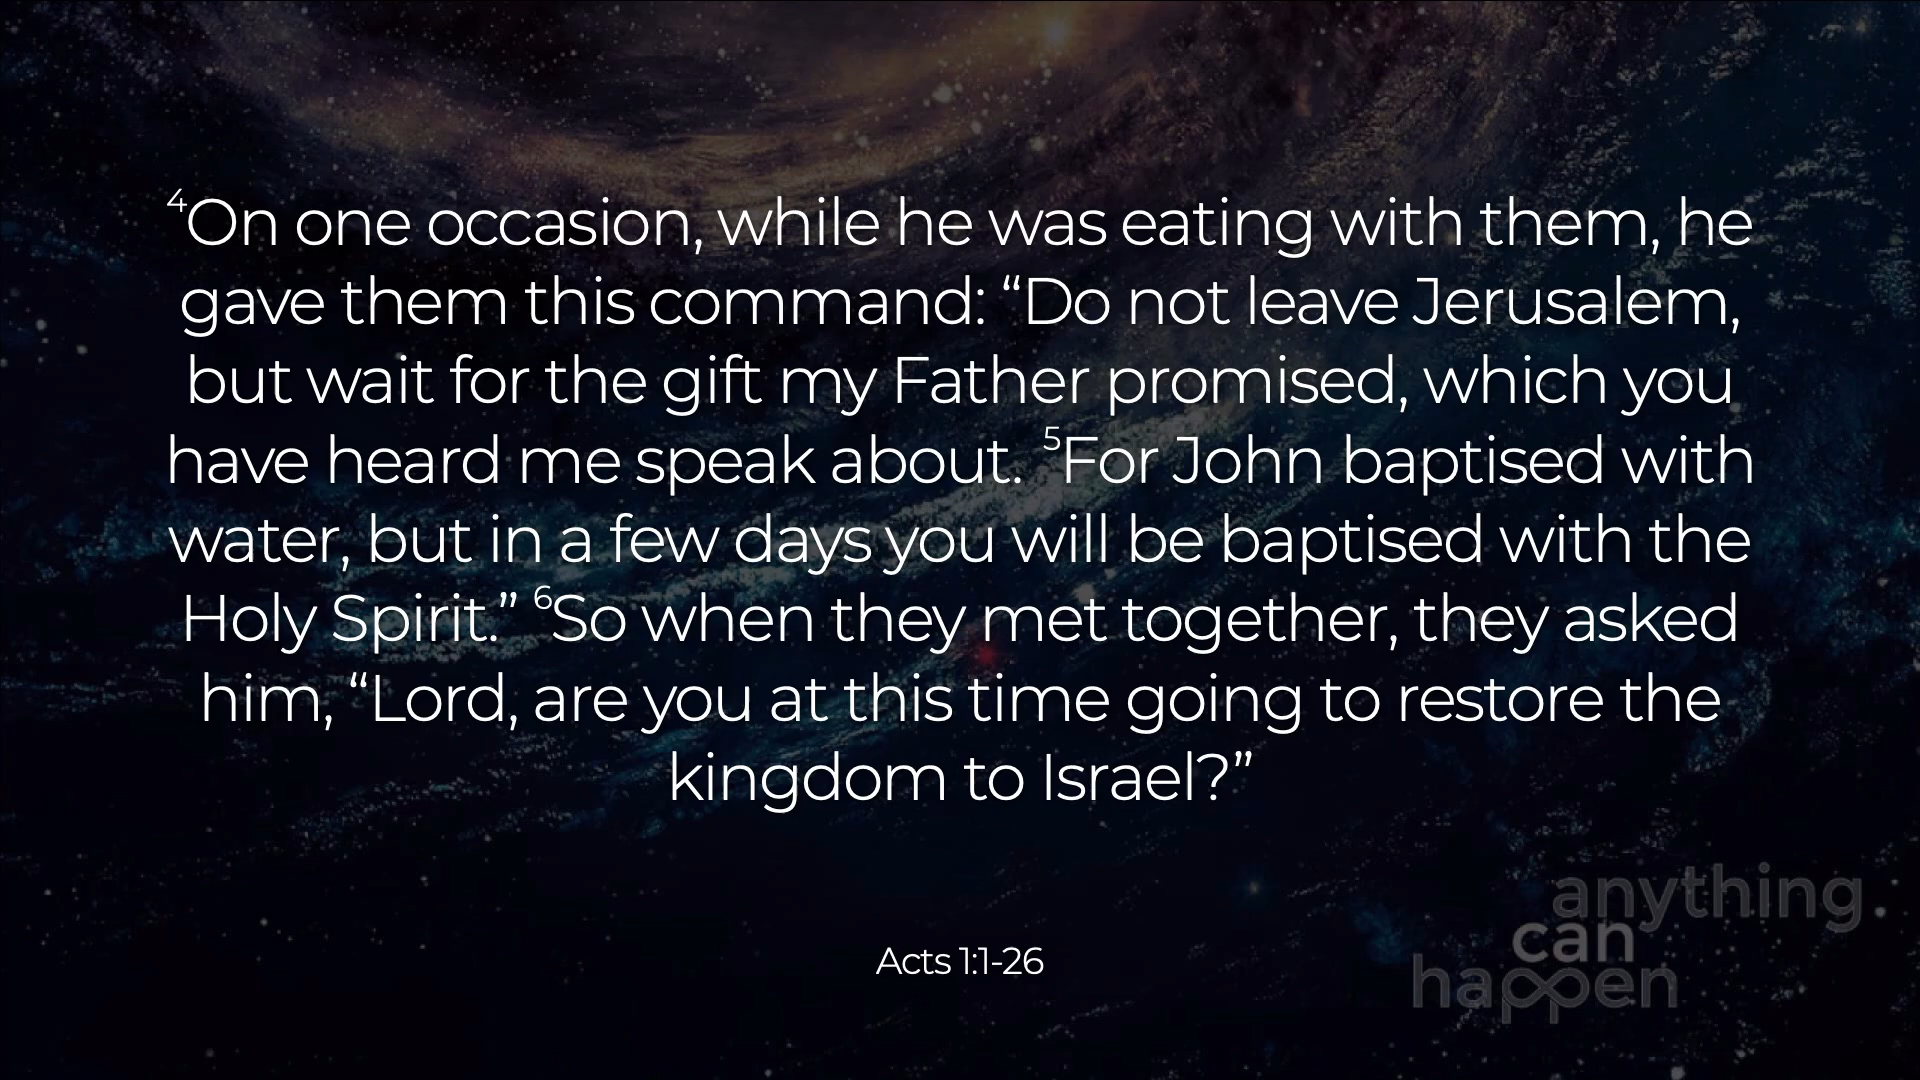 ⁴On one occasion, while he was eating with them, he
gave them this command: “Do not leave Jerusalem,
but wait for the gift my Father promised, which you
have heard me speak about. ⁵For John baptised with
water, but in a few days you will be baptised with the
Holy Spirit.” ⁶So when they met together, they asked
him, “Lord, are you at this time going to restore the
kingdom to Israel?”
Acts 1:1-26
anything
can
happen